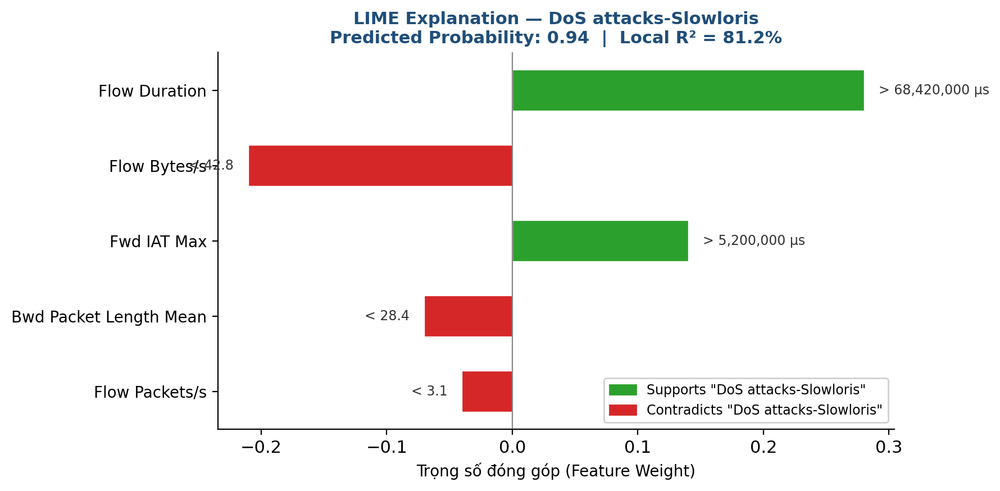 LIME Explanation — DoS attacks-Slowloris
Predicted Probability: 0.94 | Local R² = 81.2%
Flow Duration
> 68,420,000 µs
Flow Bytes/s
< 42.8
Fwd IAT Max
> 5,200,000 µs
Bwd Packet Length Mean
< 28.4
Flow Packets/s
< 3.1
Supports "DoS attacks-Slowloris"
Contradicts "DoS attacks-Slowloris"
−0.2 −0.1 0.0 0.1 0.2 0.3
Trọng số đóng góp (Feature Weight)